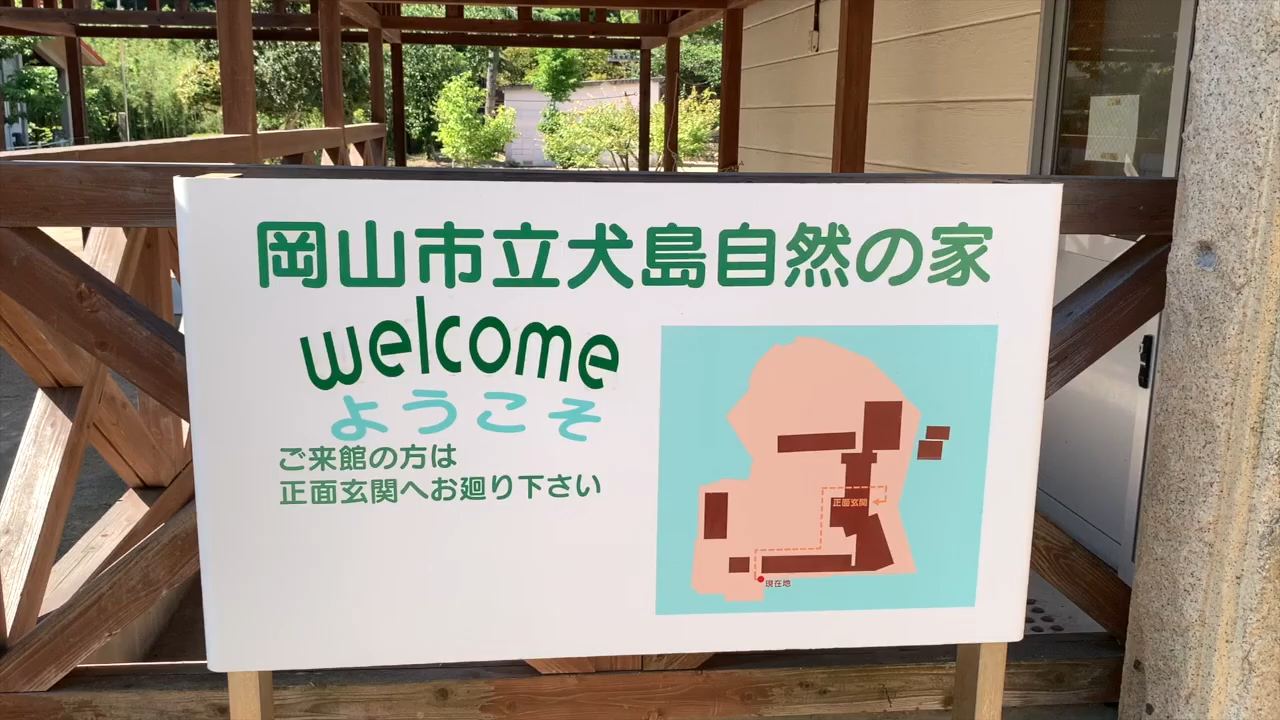 岡山市立犬島自然の家
welcome
ようこそ
ご来館の方は
正面玄関へお廻り下さい
正面玄関
現在地